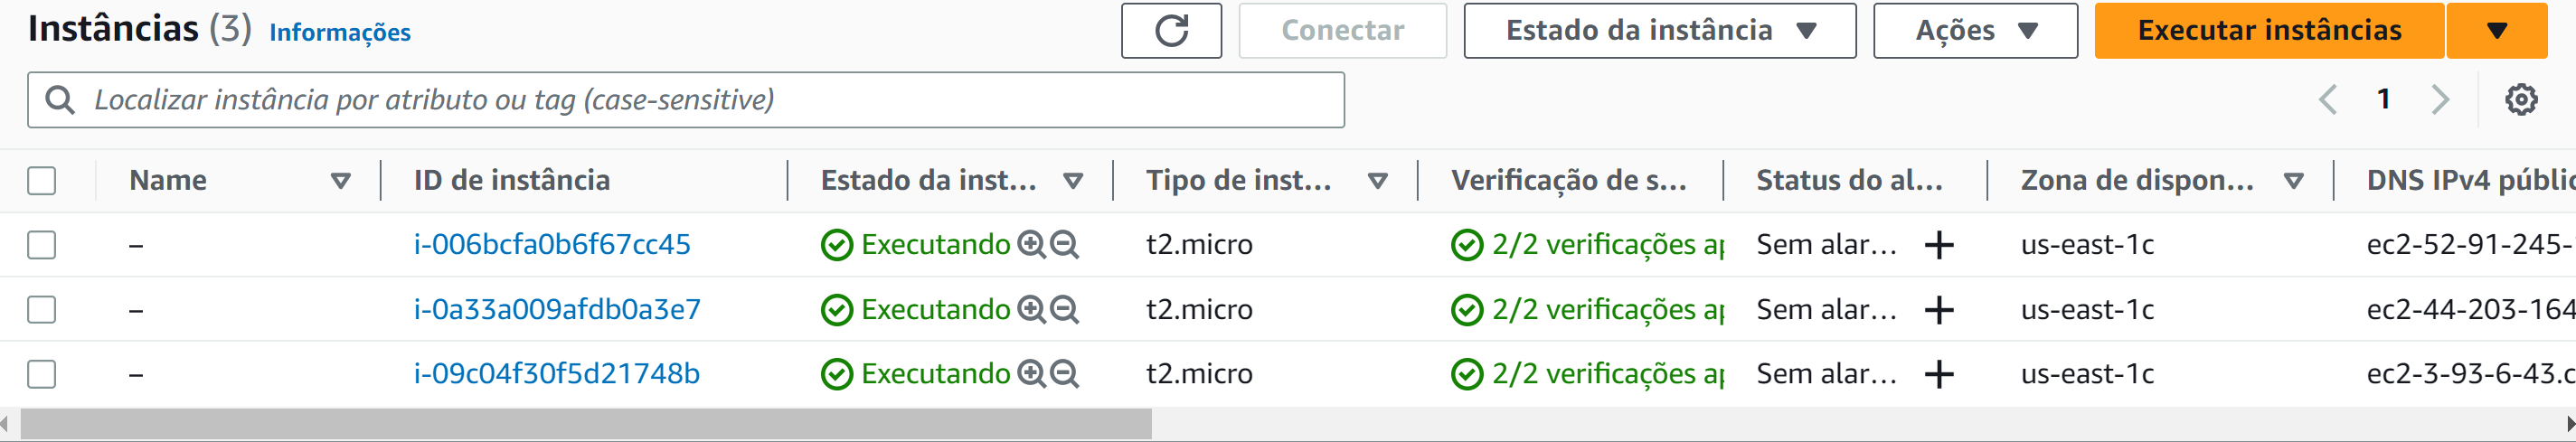 Instâncias (3) Informações Conectar Estado da instância Ações Executar instâncias
Localizar instância por atributo ou tag (case-sensitive) 1
Name ID de instância Estado da inst... Tipo de inst... Verificação de s... Status do al... Zona de dispon... DNS IPv4
– i-006bcfa0b6f67cc45 Executando t2.micro 2/2 verificações Sem alar... us-east-1c ec2-52-91-245-
– i-0a33a009afdb0a3e7 Executando t2.micro 2/2 verificações Sem alar... us-east-1c ec2-44-203-164
– i-09c04f30f5d21748b Executando t2.micro 2/2 verificações Sem alar... us-east-1c ec2-3-93-6-43.c